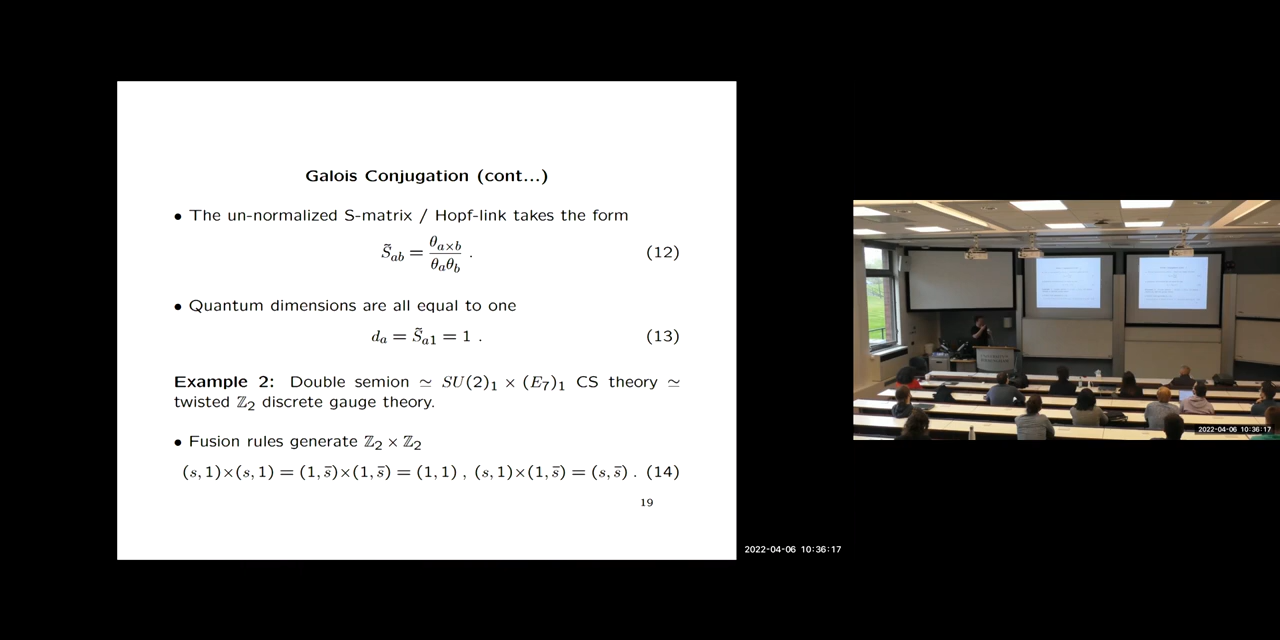 Galois Conjugation (cont...)
• The un-normalized S-matrix / Hopf-link takes the form
S̃_{ab} = θ_{a×b} / θ_aθ_b . (12)
• Quantum dimensions are all equal to one
d_a = S̃_{a1} = 1 . (13)
Example 2: Double semion ≃ SU(2)_1 × (E_7)_1 CS theory ≃
twisted ℤ_2 discrete gauge theory.
• Fusion rules generate ℤ_2 × ℤ_2
(s, 1)×(s, 1) = (1, s̄)×(1, s̄) = (1, 1) , (s, 1)×(1, s̄) = (s, s̄) . (14)
19
2022-04-06 10:36:17
2022-04-06 10:36:17